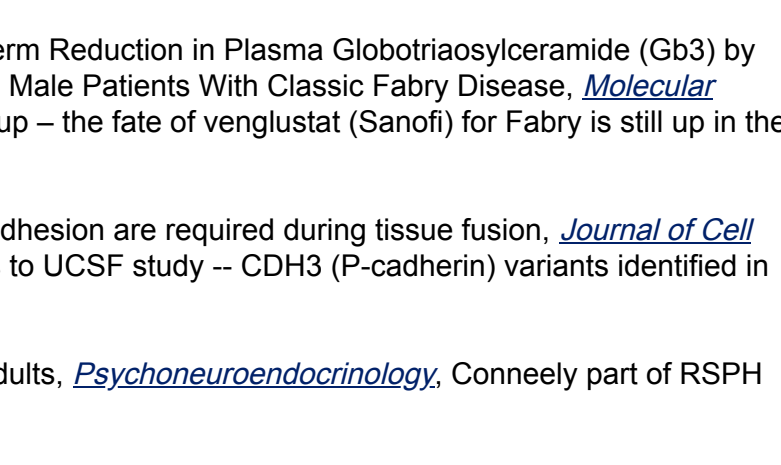 erm Reduction in Plasma Globotriaosylceramide (Gb3) by
Male Patients With Classic Fabry Disease, Molecular
up – the fate of venglustat (Sanofi) for Fabry is still up in the
dhesion are required during tissue fusion, Journal of Cell
to UCSF study -- CDH3 (P-cadherin) variants identified in
dults, Psychoneuroendocrinology, Conneely part of RSPH